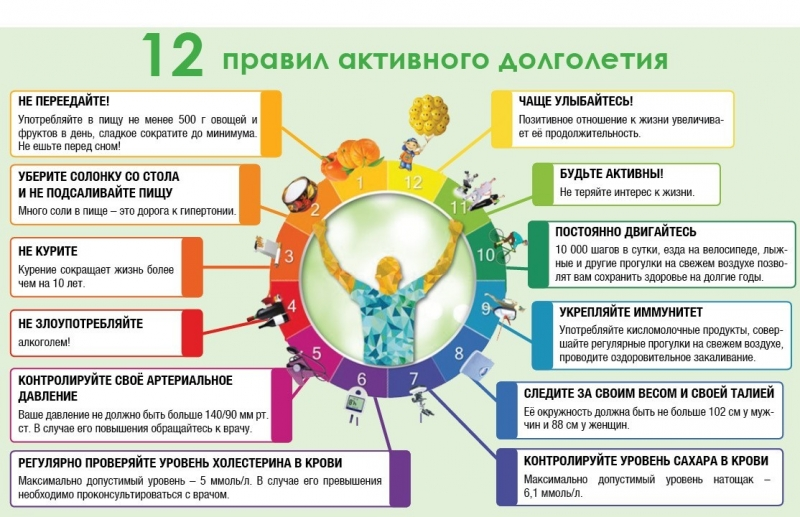 12 правил активного долголетия
НЕ ПЕРЕЕДАЙТЕ!
Употребляйте в пищу не менее 500 г овощей и
фруктов в день, сладкое сократите до минимума.
Не ешьте перед сном!
УБЕРИТЕ СОЛОНКУ СО СТОЛА
И НЕ ПОДСАЛИВАЙТЕ ПИЩУ
Много соли в пище – это дорога к гипертонии.
НЕ КУРИТЕ
Курение сокращает жизнь более
чем на 10 лет.
НЕ ЗЛОУПОТРЕБЛЯЙТЕ
алкоголем!
КОНТРОЛИРУЙТЕ СВОЁ АРТЕРИАЛЬНОЕ
ДАВЛЕНИЕ
Ваше давление не должно быть больше 140/90 мм рт.
ст. В случае его повышения обращайтесь к врачу.
РЕГУЛЯРНО ПРОВЕРЯЙТЕ УРОВЕНЬ ХОЛЕСТЕРИНА В КРОВИ
Максимально допустимый уровень – 5 ммоль/л. В случае его превышения
необходимо проконсультироваться с врачом.
1
2
3
4
5
6
7
8
9
10
11
12
ЧАЩЕ УЛЫБАЙТЕСЬ!
Позитивное отношение к жизни увеличива-
ет её продолжительность.
БУДЬТЕ АКТИВНЫ!
Не теряйте интерес к жизни.
ПОСТОЯННО ДВИГАЙТЕСЬ
10 000 шагов в сутки, езда на велосипеде, лыж-
ные и другие прогулки на свежем воздухе позво-
лят вам сохранить здоровье на долгие годы.
УКРЕПЛЯЙТЕ ИММУНИТЕТ
Употребляйте кисломолочные продукты, совер-
шайте регулярные прогулки на свежем воздухе,
проводите оздоровительное закаливание.
СЛЕДИТЕ ЗА СВОИМ ВЕСОМ И СВОЕЙ ТАЛИЕЙ
Её окружность должна быть не больше 102 см у муж-
чин и 88 см у женщин.
КОНТРОЛИРУЙТЕ УРОВЕНЬ САХАРА В КРОВИ
Максимально допустимый уровень натощак –
6,1 ммоль/л.